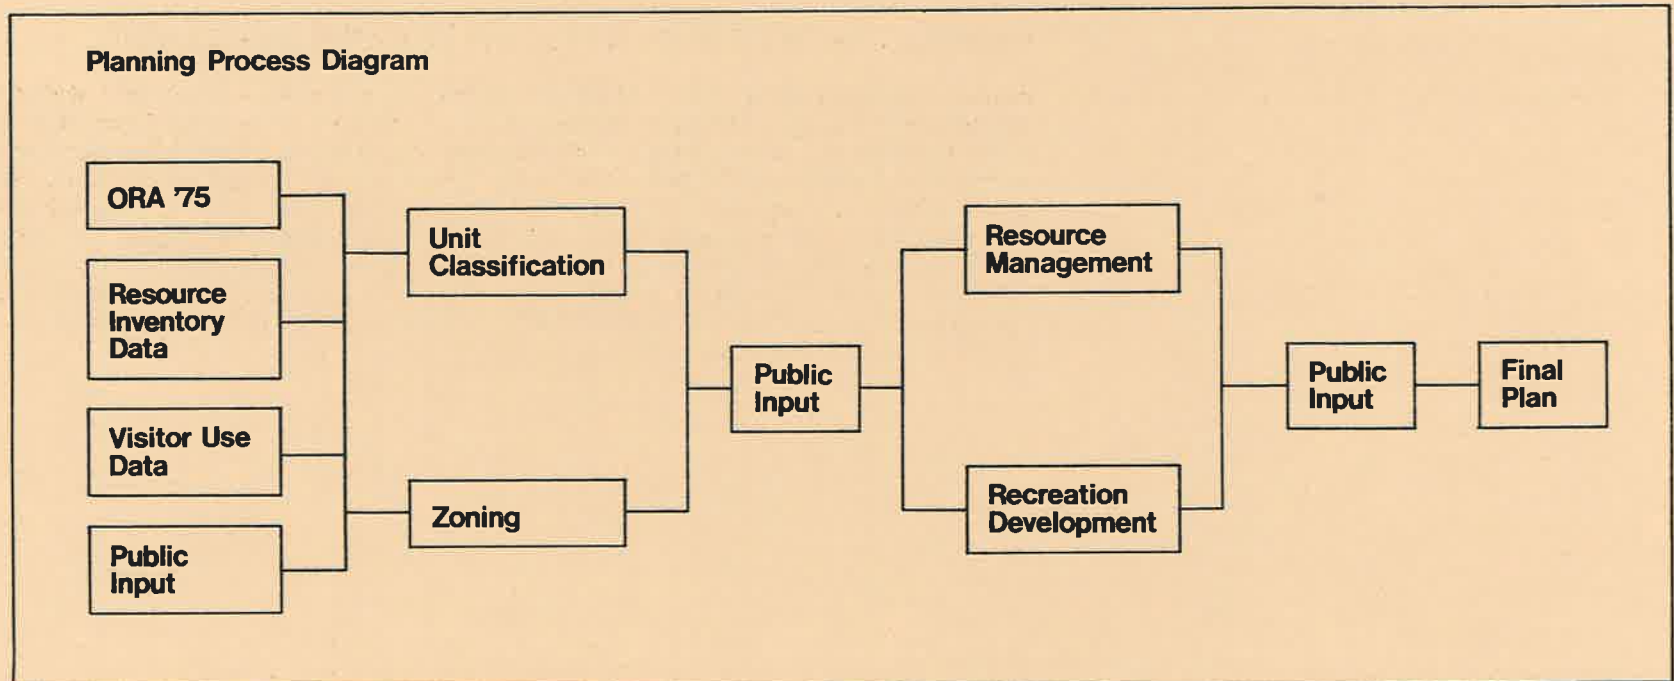 Planning Process Diagram
ORA '75
Resource
Inventory
Data
Visitor Use
Data
Public
Input
Unit
Classification
Zoning
Public
Input
Resource
Management
Recreation
Development
Public
Input
Final
Plan